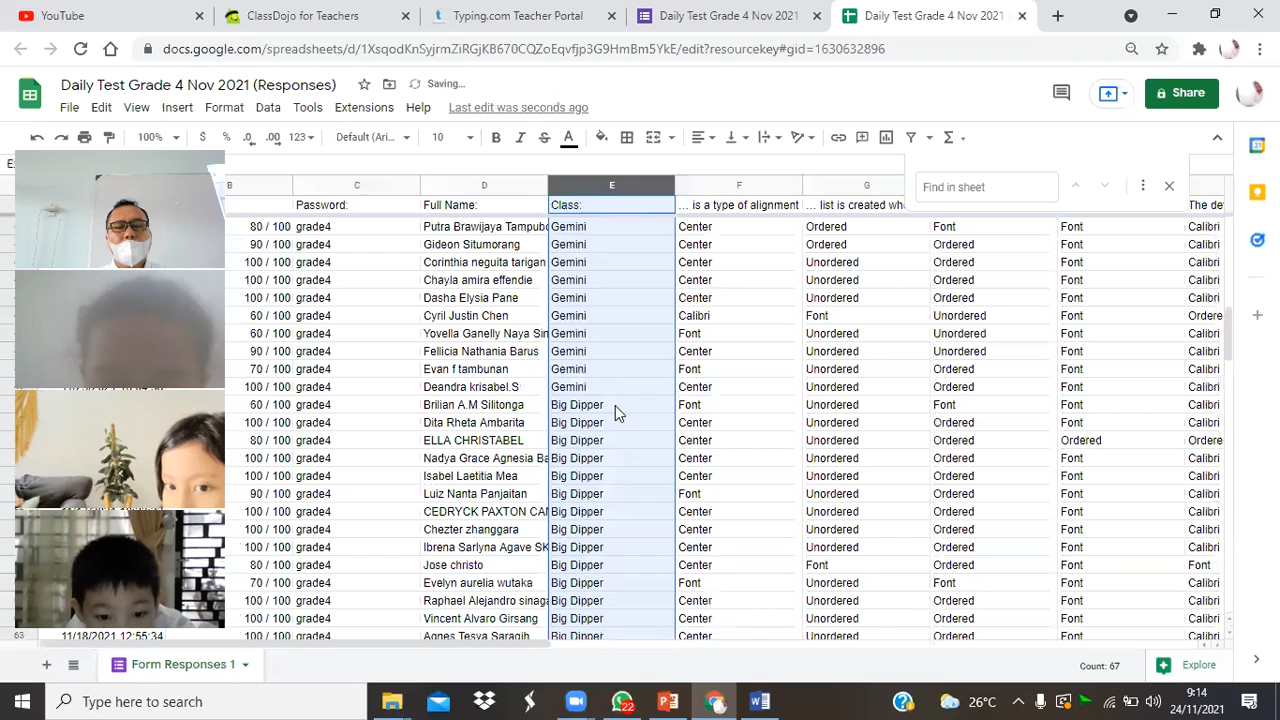 YouTube
ClassDojo for Teachers
Typing.com Teacher Portal
Daily Test Grade 4 Nov 2021
Daily Test Grade 4 Nov 2021 (Res
docs.google.com/spreadsheets/d/1XsqodKnSyjrmZiRGjKB670CQZoEqvfjp3G9HmBm5YkE/edit?resourcekey#gid=1630632896
Daily Test Grade 4 Nov 2021 (Responses)
Saving...
File Edit View Insert Format Data Tools Extensions Help Last edit was seconds ago
Share
100% $ % .0 .00 123 Default (Ari... 10 B I S A
Find in sheet
B C D E F G
Password: Full Name: Class: ... is a type of alignment ... list is created whe The de
80 / 100 grade4 Putra Brawijaya Tampubo Gemini Center Ordered Font Font Calibri
90 / 100 grade4 Gideon Situmorang Gemini Center Ordered Ordered Font Calibri
100 / 100 grade4 Corinthia neguita tarigan Gemini Center Unordered Ordered Font Calibri
100 / 100 grade4 Chayla amira effendie Gemini Center Unordered Ordered Font Calibri
100 / 100 grade4 Dasha Elysia Pane Gemini Center Unordered Ordered Font Calibri
60 / 100 grade4 Cyril Justin Chen Gemini Calibri Font Unordered Font Ordere
60 / 100 grade4 Yovella Ganelly Naya Sin Gemini Font Unordered Unordered Font Calibri
90 / 100 grade4 Fellicia Nathania Barus Gemini Center Unordered Unordered Font Calibri
70 / 100 grade4 Evan f tambunan Gemini Font Unordered Ordered Font Calibri
100 / 100 grade4 Deandra krisabel.S Gemini Center Unordered Ordered Font Calibri
60 / 100 grade4 Brilian A.M Silitonga Big Dipper Font Unordered Font Font Calibri
100 / 100 grade4 Dita Rheta Ambarita Big Dipper Center Unordered Ordered Font Calibri
80 / 100 grade4 ELLA CHRISTABEL Big Dipper Center Unordered Ordered Ordered Ordere
100 / 100 grade4 Nadya Grace Agnesia Ba Big Dipper Center Unordered Ordered Font Calibri
100 / 100 grade4 Isabel Laetitia Mea Big Dipper Center Unordered Ordered Font Calibri
90 / 100 grade4 Luiz Nanta Panjaitan Big Dipper Font Unordered Ordered Font Calibri
100 / 100 grade4 CEDRYCK PAXTON CAN Big Dipper Center Unordered Ordered Font Calibri
100 / 100 grade4 Chezter zhanggara Big Dipper Center Unordered Ordered Font Calibri
100 / 100 grade4 Ibrena Sarlyna Agave SK Big Dipper Center Unordered Ordered Font Calibri
80 / 100 grade4 Jose christo Big Dipper Center Font Ordered Font Font
70 / 100 grade4 Evelyn aurelia wutaka Big Dipper Font Unordered Font Font Calibri
100 / 100 grade4 Raphael Alejandro sinaga Big Dipper Center Unordered Ordered Font Calibri
100 / 100 grade4 Vincent Alvaro Girsang Big Dipper Center Unordered Ordered Font Calibri
63 11/18/2021 12:55:34 100 / 100 grade4 Agnes Tesya Saragih Big Dipper Center Unordered Ordered Font Calibri
Form Responses 1
Count: 67
Explore
Type here to search
22
26°C
9:14
24/11/2021